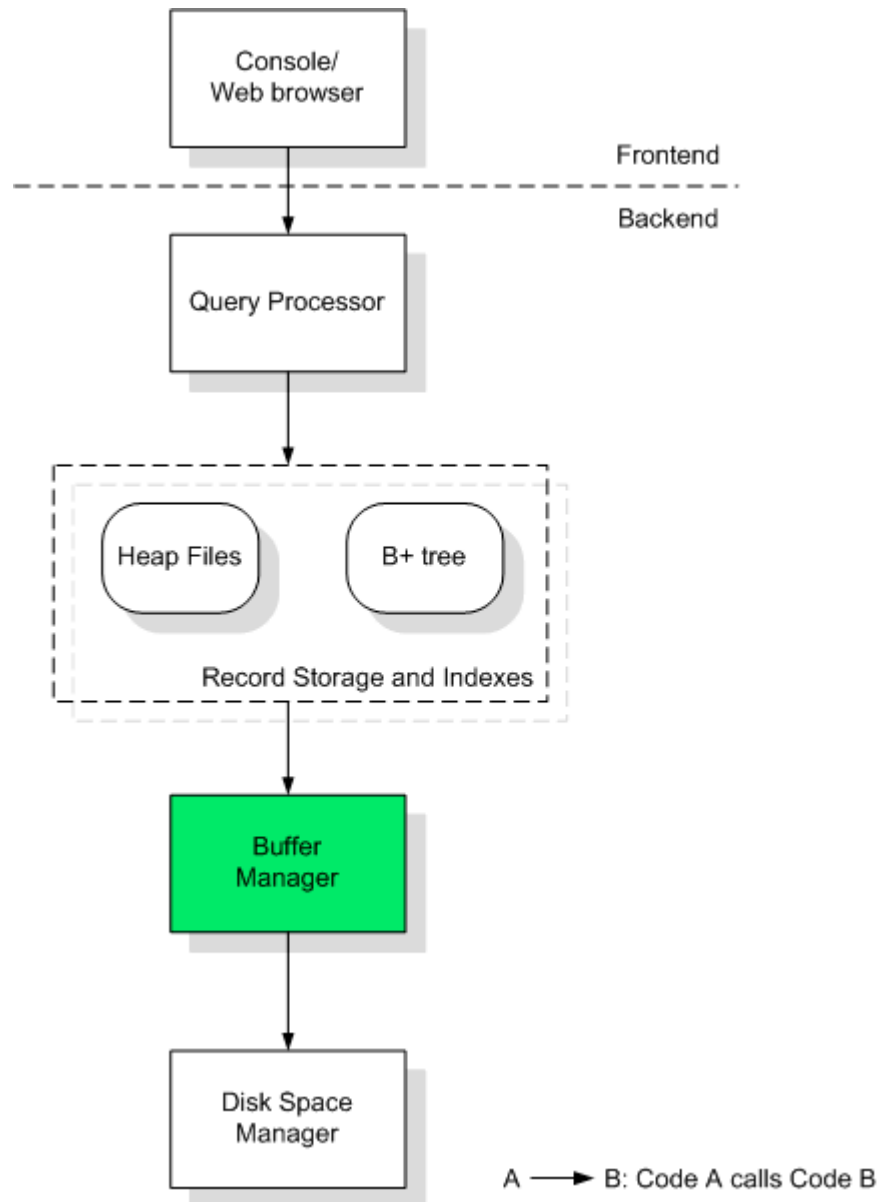 Console/
Web browser
Frontend
Backend
Query Processor
Heap Files
B+ tree
Record Storage and Indexes
Buffer
Manager
Disk Space
Manager
A → B: Code A calls Code B